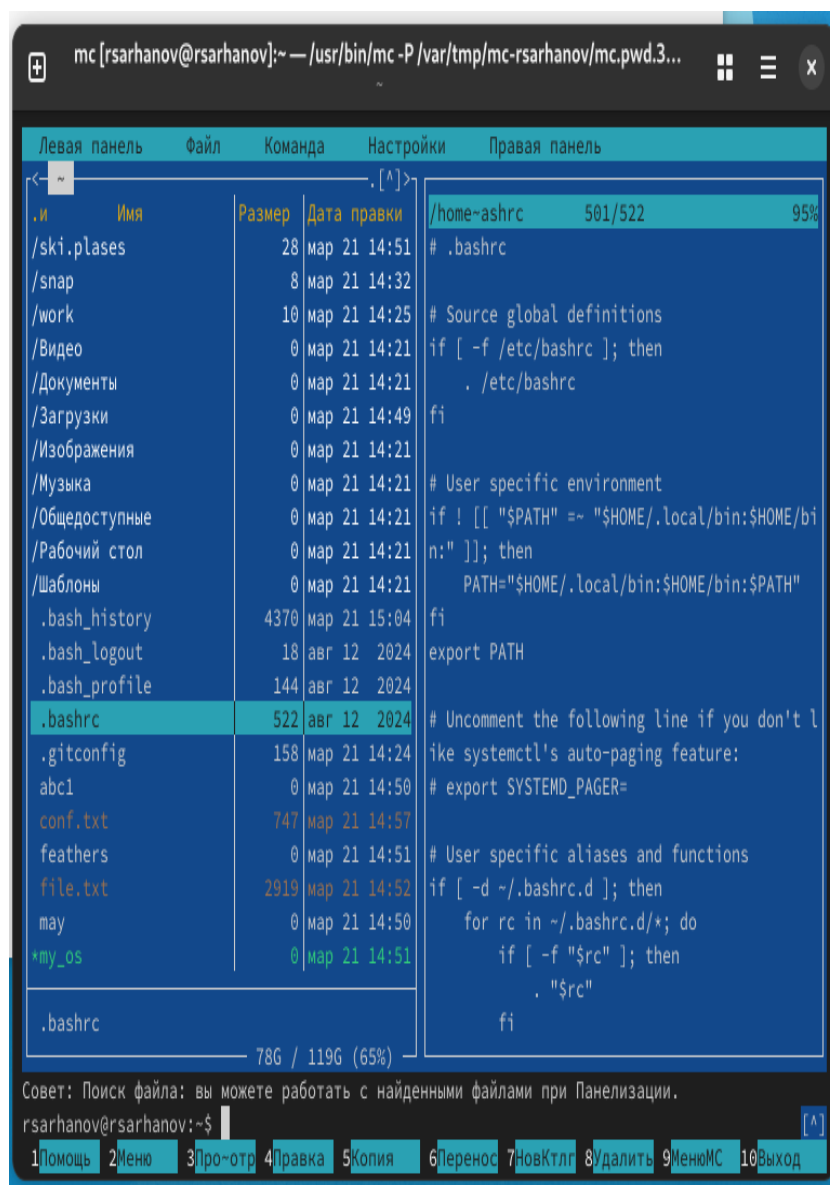 mc [rsarhanov@rsarhanov]:~ — /usr/bin/mc -P /var/tmp/mc-rsarhanov/mc.pwd.3...
~
Левая панель Файл Команда Настройки Правая панель
<- ~ .[^]>
.и Имя Размер Дата правки
/ski.plases 28 мар 21 14:51
/snap 8 мар 21 14:32
/work 10 мар 21 14:25
/Видео 0 мар 21 14:21
/Документы 0 мар 21 14:21
/Загрузки 0 мар 21 14:49
/Изображения 0 мар 21 14:21
/Музыка 0 мар 21 14:21
/Общедоступные 0 мар 21 14:21
/Рабочий стол 0 мар 21 14:21
/Шаблоны 0 мар 21 14:21
.bash_history 4370 мар 21 15:04
.bash_logout 18 авг 12 2024
.bash_profile 144 авг 12 2024
.bashrc 522 авг 12 2024
.gitconfig 158 мар 21 14:24
abc1 0 мар 21 14:50
conf.txt 747 мар 21 14:57
feathers 0 мар 21 14:51
file.txt 2919 мар 21 14:52
may 0 мар 21 14:50
*my_os 0 мар 21 14:51
.bashrc
78G / 119G (65%)
/home~ashrc 501/522 95%
# .bashrc
# Source global definitions
if [ -f /etc/bashrc ]; then
. /etc/bashrc
fi
# User specific environment
if ! [[ "$PATH" =~ "$HOME/.local/bin:$HOME/bi
n:" ]]; then
PATH="$HOME/.local/bin:$HOME/bin:$PATH"
fi
export PATH
# Uncomment the following line if you don't l
ike systemctl's auto-paging feature:
# export SYSTEMD_PAGER=
# User specific aliases and functions
if [ -d ~/.bashrc.d ]; then
for rc in ~/.bashrc.d/*; do
if [ -f "$rc" ]; then
. "$rc"
fi
Совет: Поиск файла: вы можете работать с найденными файлами при Панелизации.
rsarhanov@rsarhanov:~$ [^]
1Помощь 2Меню 3Про~отр 4Правка 5Копия 6Перенос 7НовКтлг 8Удалить 9МенюMC 10Выход